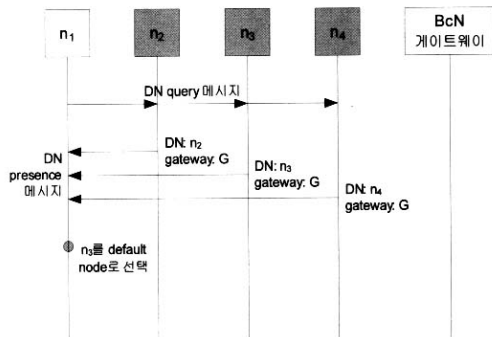 n₁
n₂
n₃
n₄
BcN
게이트웨이
DN query 메시지
DN: n₂
gateway: G
DN
presence
메시지
DN: n₃
gateway: G
DN: n₄
gateway: G
n₃를 default
node로 선택